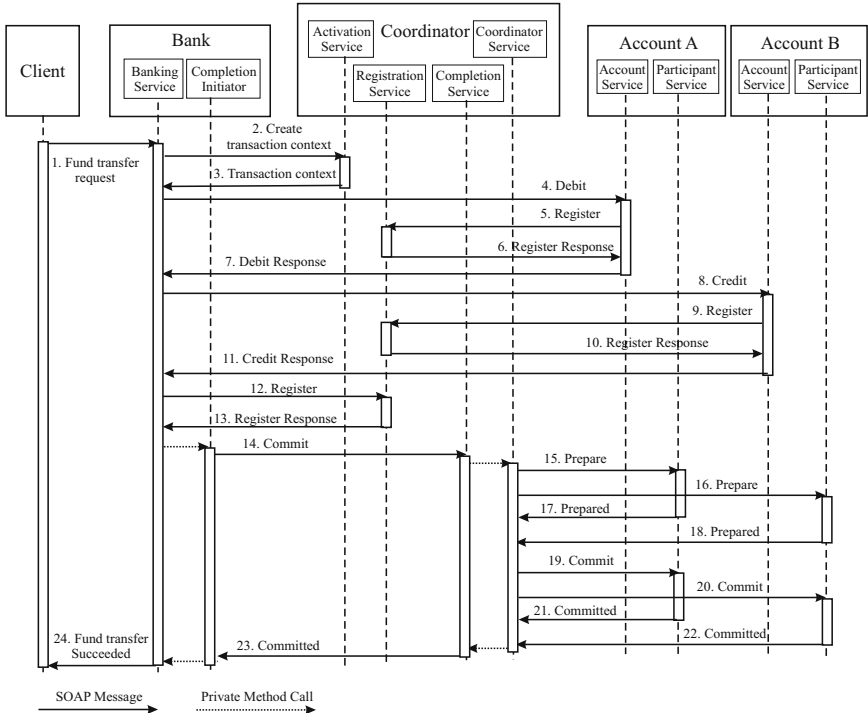 Client
Bank
Banking
Service
Completion
Initiator
Coordinator
Activation
Service
Registration
Service
Completion
Service
Coordinator
Service
Account A
Account
Service
Participant
Service
Account B
Account
Service
Participant
Service
1. Fund transfer
request
2. Create
transaction context
3. Transaction context
4. Debit
5. Register
6. Register Response
7. Debit Response
8. Credit
9. Register
10. Register Response
11. Credit Response
12. Register
13. Register Response
14. Commit
15. Prepare
16. Prepare
17. Prepared
18. Prepared
19. Commit
20. Commit
21. Committed
22. Committed
23. Committed
24. Fund transfer
Succeeded
SOAP Message
Private Method Call